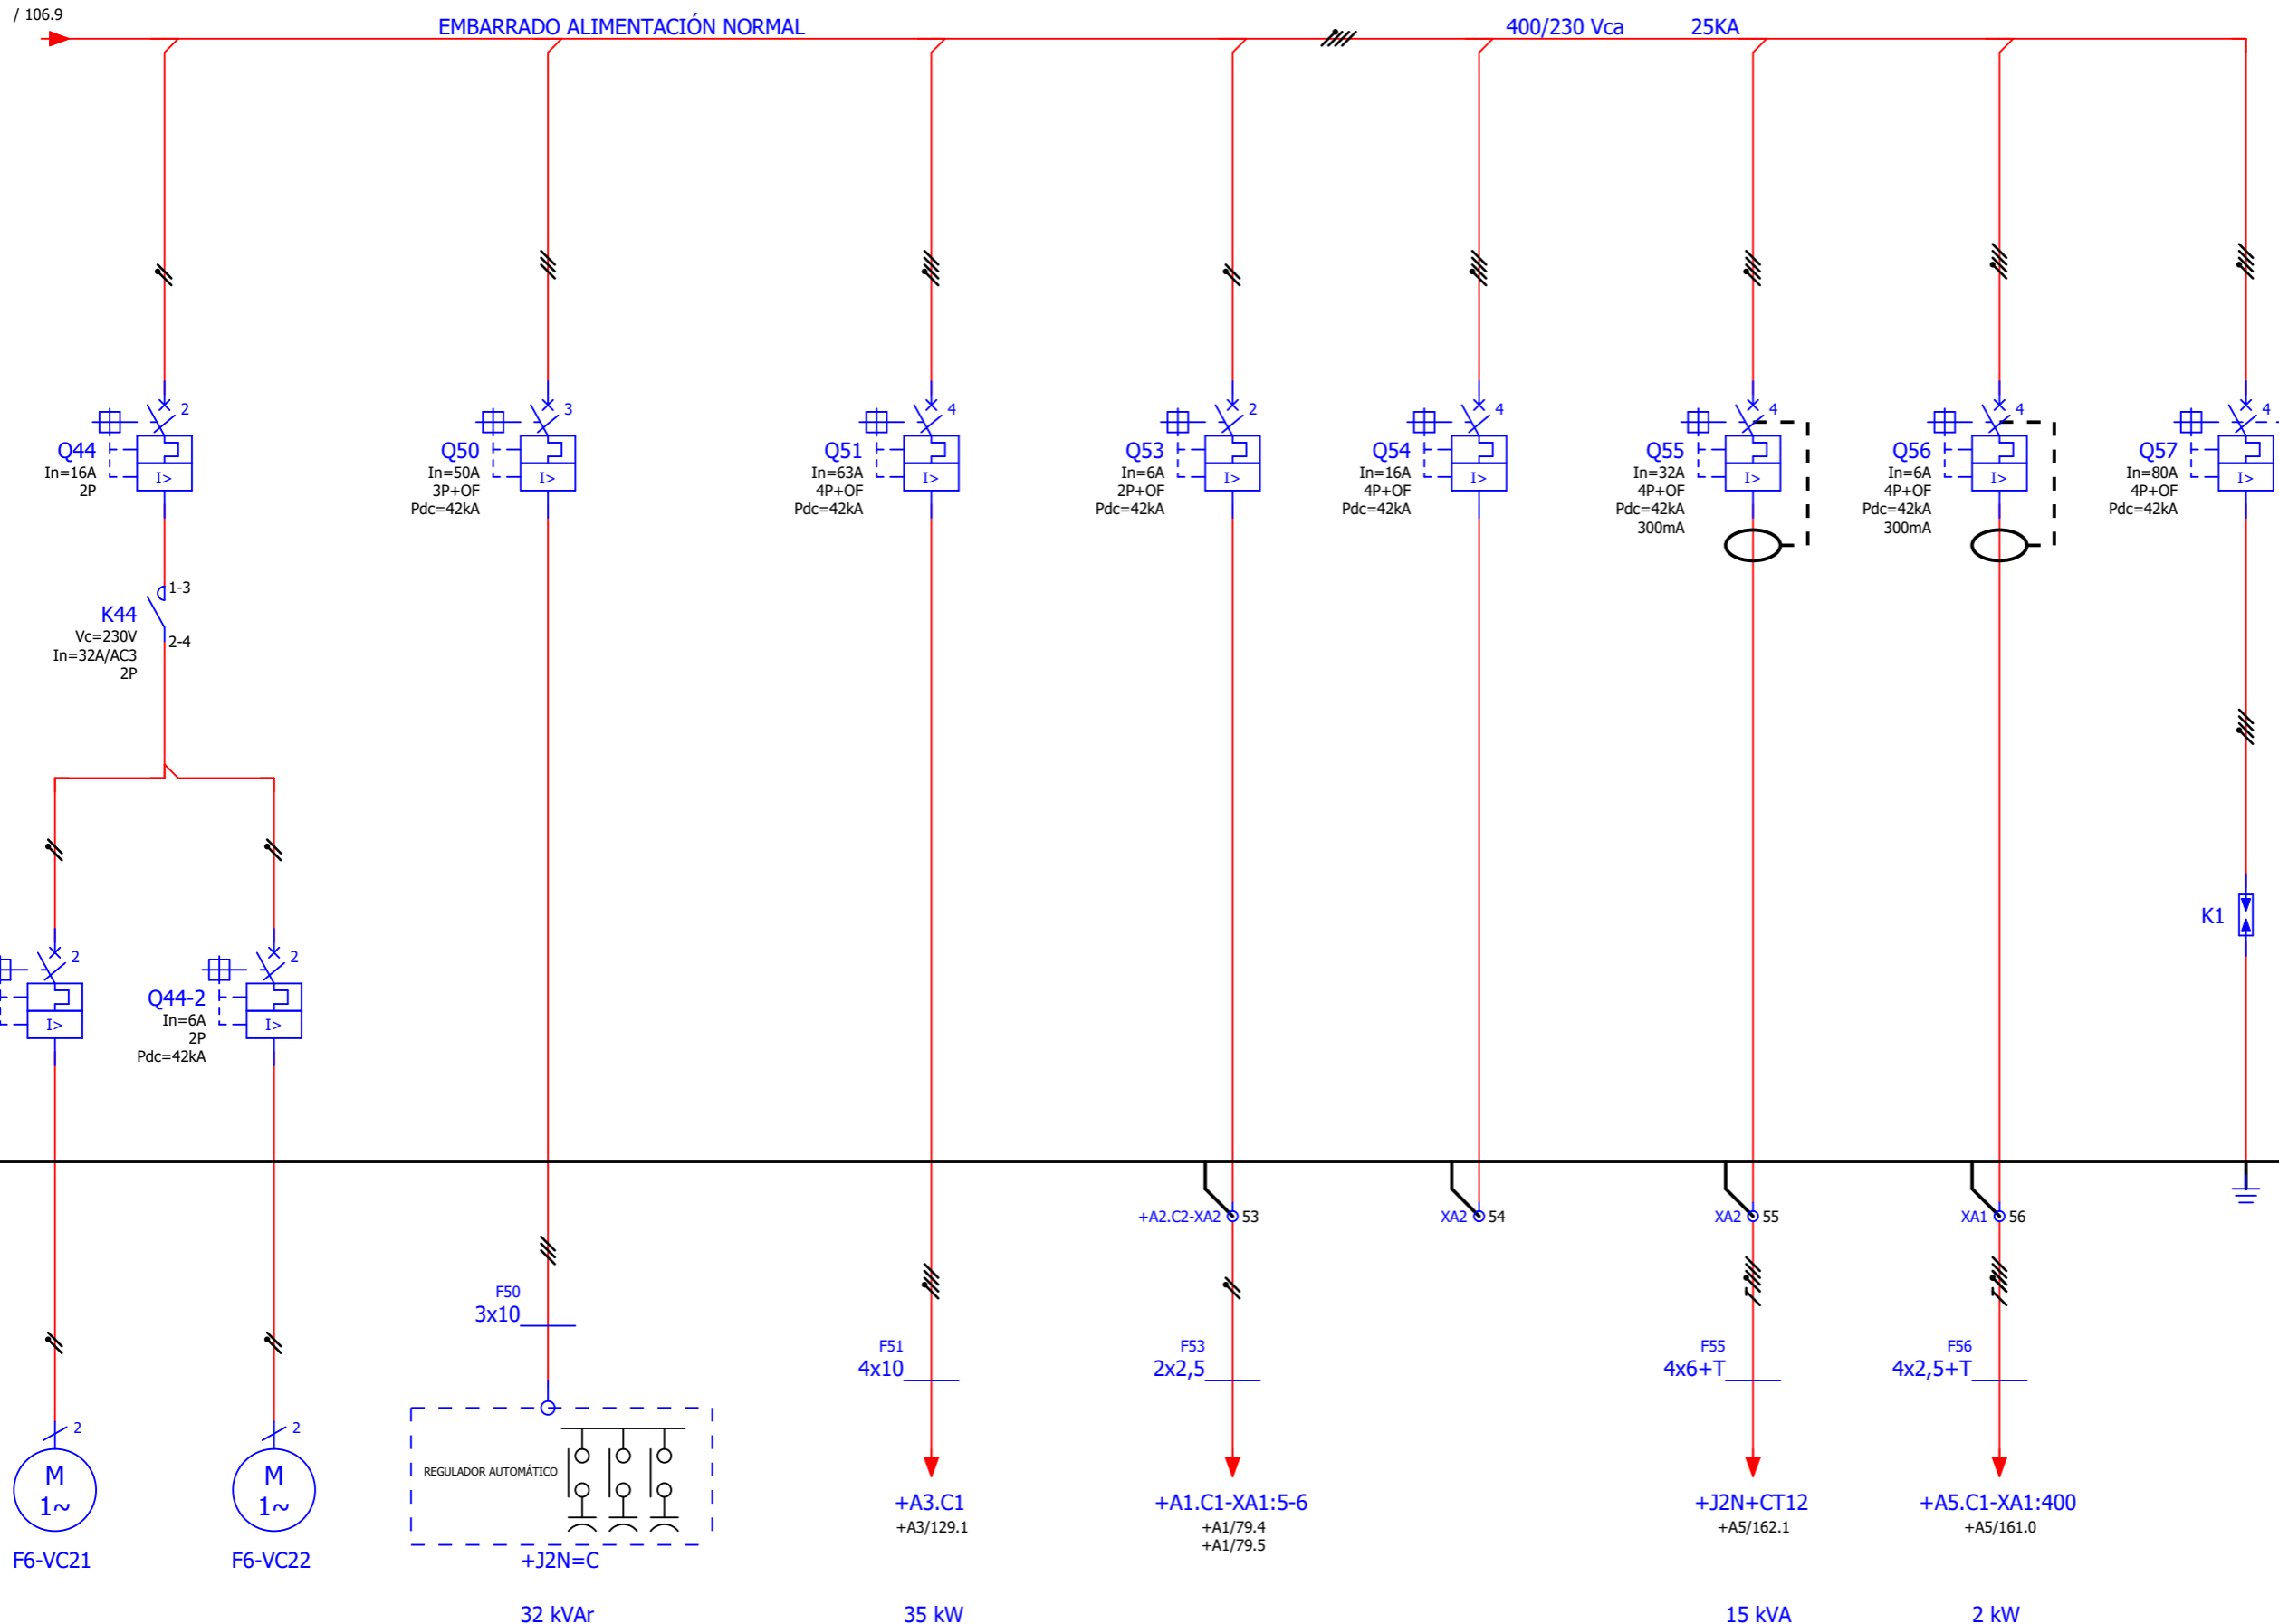 / 106.9
EMBARRADO ALIMENTACIÓN NORMAL
400/230 Vca 25KA
2
Q44
In=16A
2P
I>
3
Q50
In=50A
3P+OF
Pdc=42kA
I>
4
Q51
In=63A
4P+OF
Pdc=42kA
I>
2
Q53
In=6A
2P+OF
Pdc=42kA
I>
4
Q54
In=16A
4P+OF
Pdc=42kA
I>
4
Q55
In=32A
4P+OF
Pdc=42kA
300mA
I>
4
Q56
In=6A
4P+OF
Pdc=42kA
300mA
I>
4
Q57
In=80A
4P+OF
Pdc=42kA
I>
1-3
K44
Vc=230V
In=32A/AC3
2P
2-4
K1
2
I>
2
Q44-2
In=6A
2P
Pdc=42kA
I>
+A2.C2-XA2 53
XA2 54
XA2 55
XA1 56
F50
3x10
F51
4x10
F53
2x2,5
F55
4x6+T
F56
4x2,5+T
2
M
1~
F6-VC21
2
M
1~
F6-VC22
REGULADOR AUTOMÁTICO
+J2N=C
32 kVAr
+A3.C1
+A3/129.1
35 kW
+A1.C1-XA1:5-6
+A1/79.4
+A1/79.5
+J2N+CT12
+A5/162.1
15 kVA
+A5.C1-XA1:400
+A5/161.0
2 kW